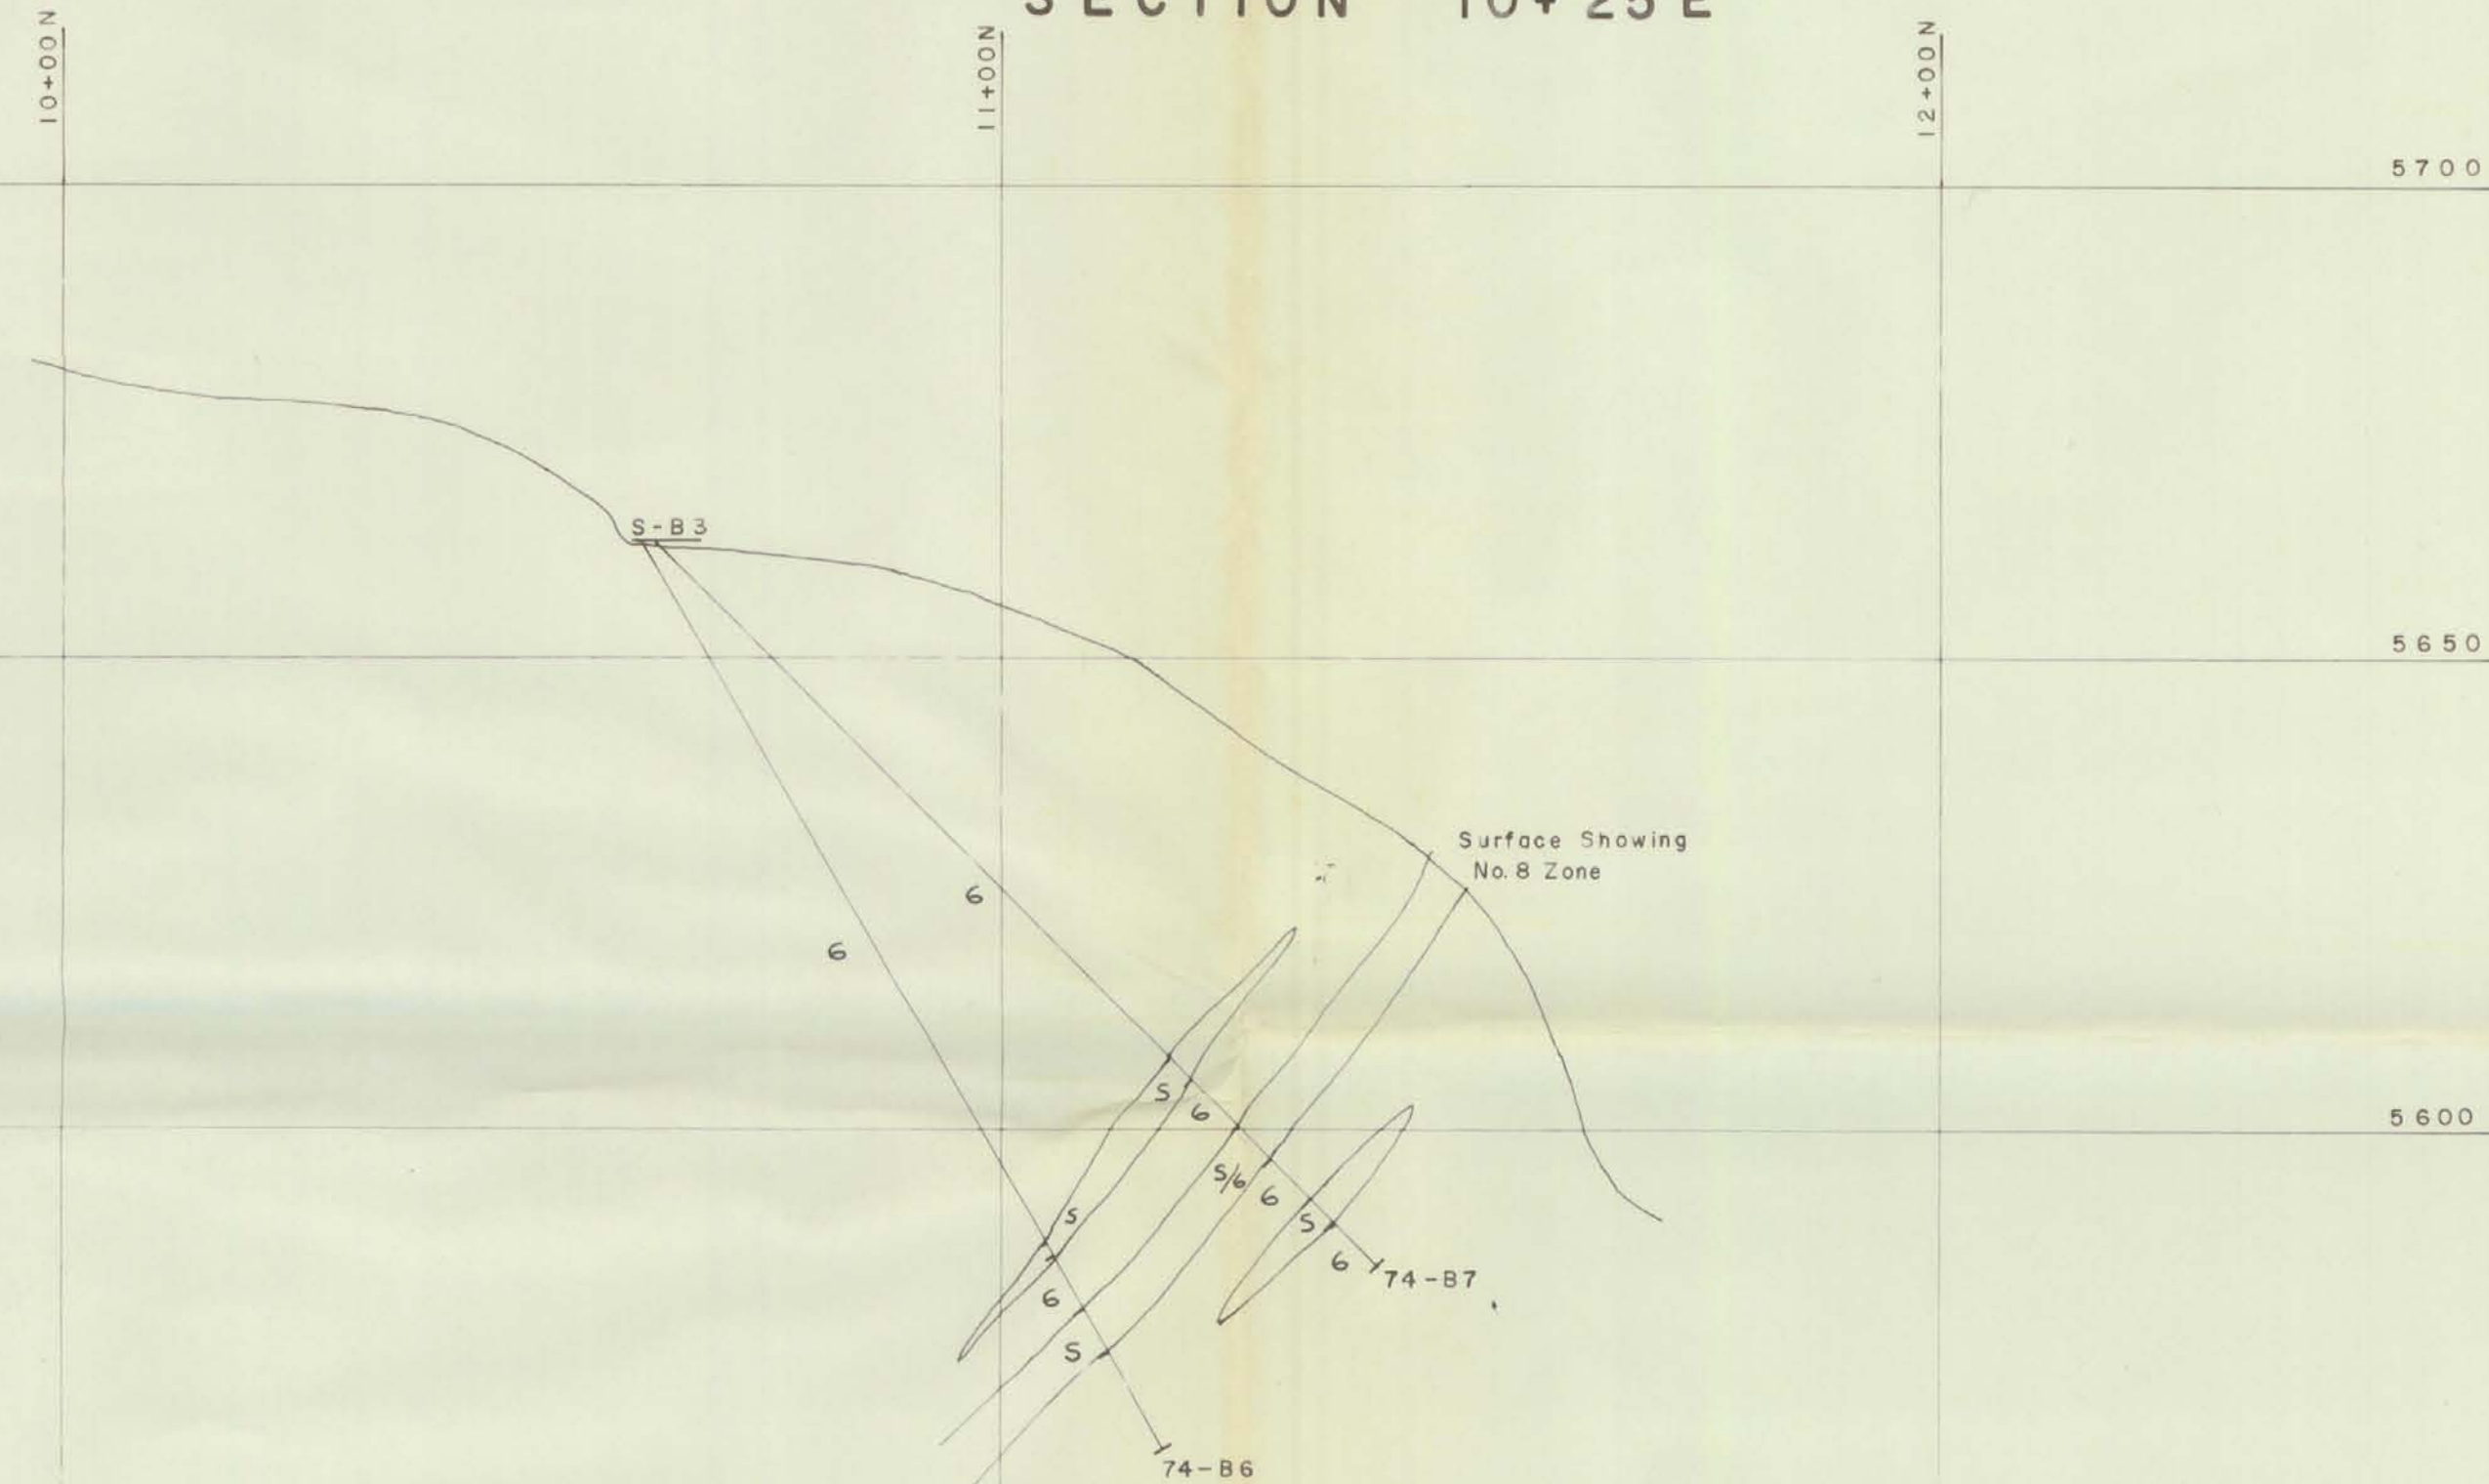 SECTION 10+25E
10+00N
11+00N
12+00N
5700
S-B3
5650
Surface Showing
No. 8 Zone
6
6
5600
S
6
S/6
6
S
S
6
74-B7
6
S
74-B6